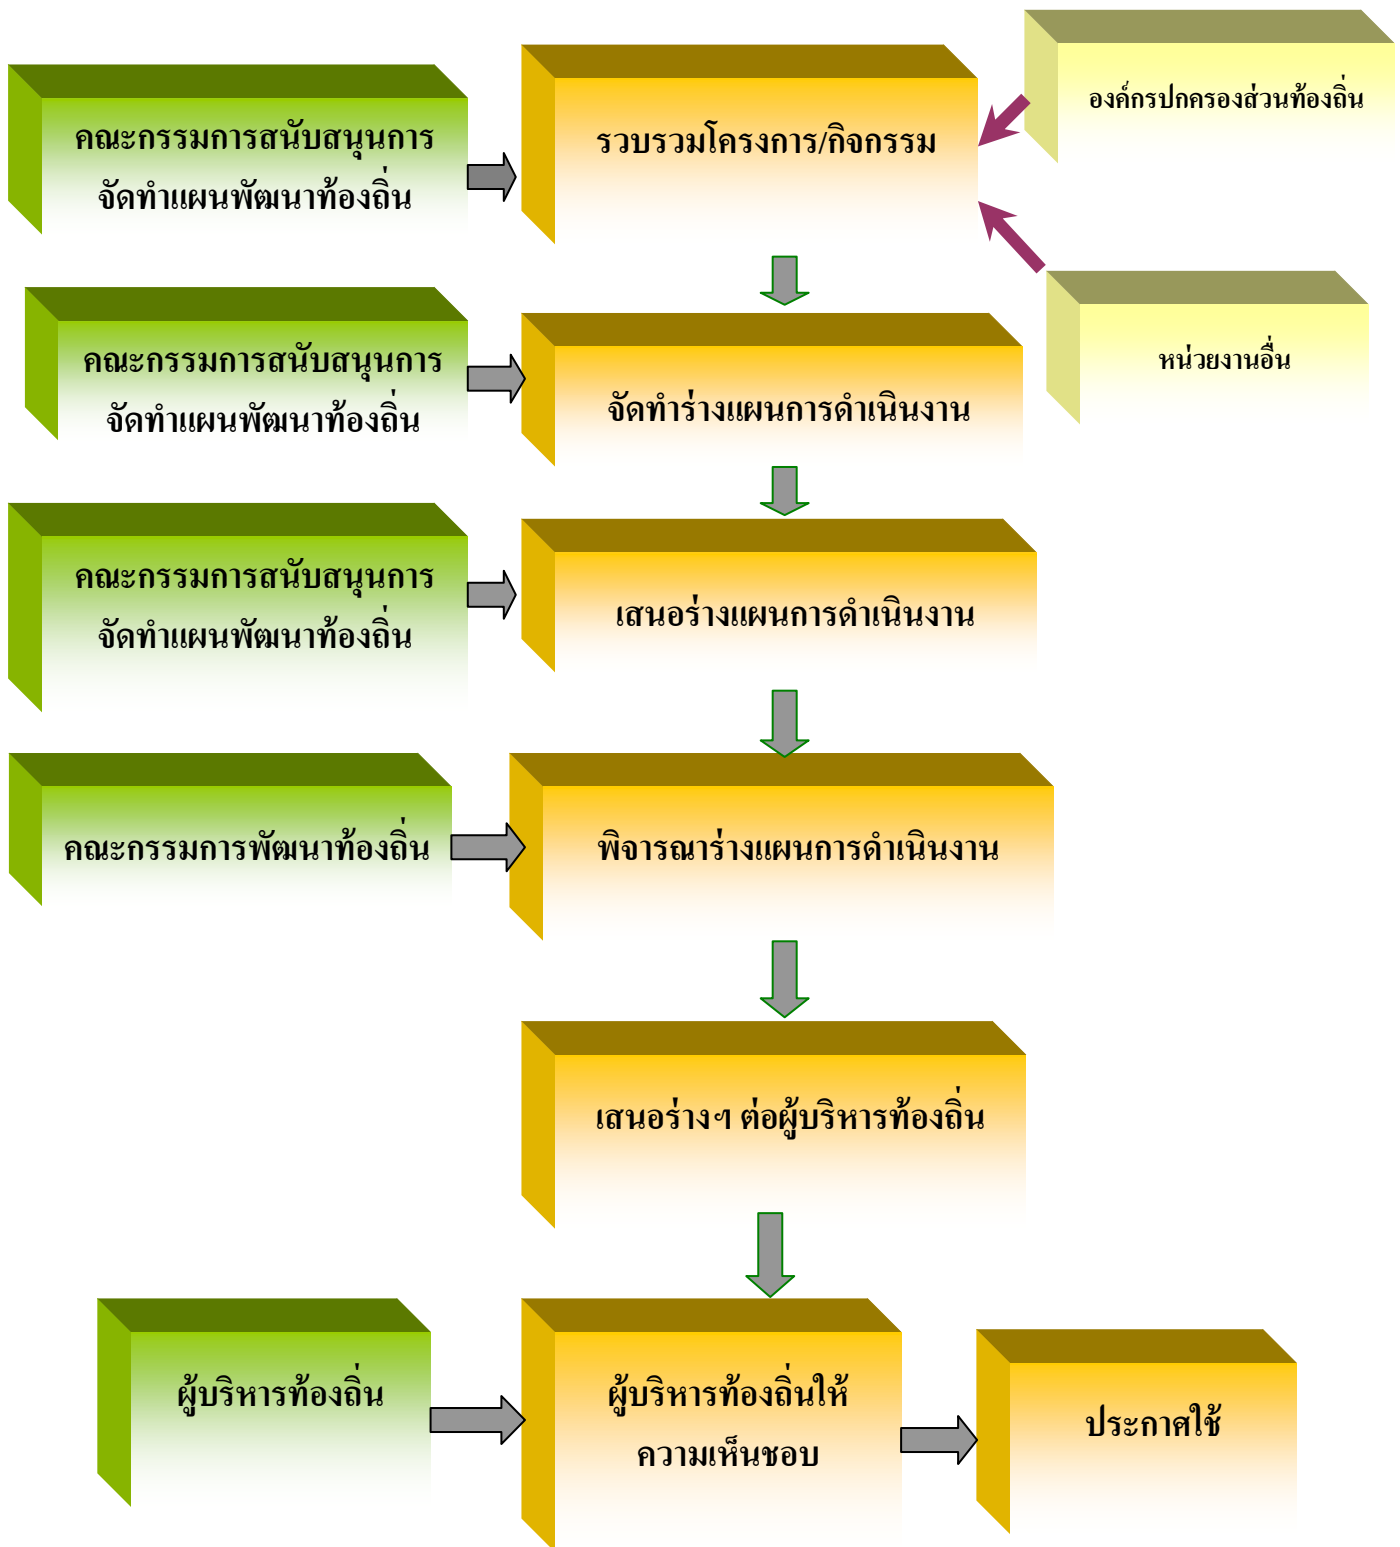 คณะกรรมการสนับสนุนการ
จัดทำแผนพัฒนาท้องถิ่น
รวบรวมโครงการ/กิจกรรม
องค์กรปกครองส่วนท้องถิ่น
หน่วยงานอื่น
คณะกรรมการสนับสนุนการ
จัดทำแผนพัฒนาท้องถิ่น
จัดทำร่างแผนการดำเนินงาน
คณะกรรมการสนับสนุนการ
จัดทำแผนพัฒนาท้องถิ่น
เสนอร่างแผนการดำเนินงาน
คณะกรรมการพัฒนาท้องถิ่น
พิจารณาร่างแผนการดำเนินงาน
เสนอร่างฯ ต่อผู้บริหารท้องถิ่น
ผู้บริหารท้องถิ่น
ผู้บริหารท้องถิ่นให้
ความเห็นชอบ
ประกาศใช้